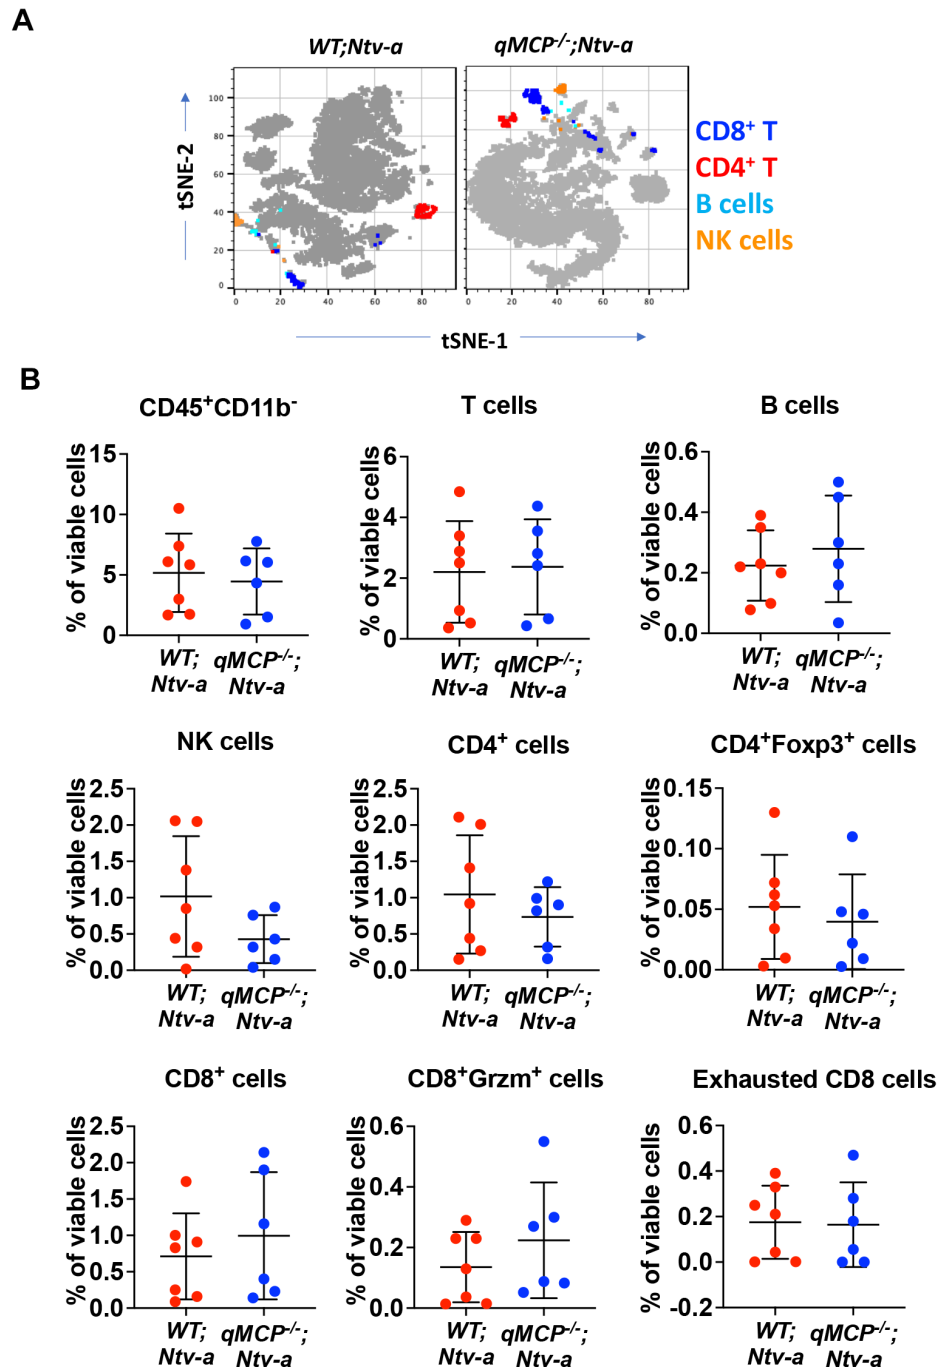 A
WT;Ntv-a
qMCP-/-;Ntv-a
tSNE-2
100
80
60
40
20
0
0 20 40 60 80
20 40 60 80
CD8+ T
CD4+ T
B cells
NK cells
tSNE-1
B
CD45+CD11b-
% of viable cells
15
10
5
0
WT;
Ntv-a
qMCP-/-;
Ntv-a
T cells
% of viable cells
6
4
2
0
WT;
Ntv-a
qMCP-/-;
Ntv-a
B cells
% of viable cells
0.6
0.4
0.2
0.0
WT;
Ntv-a
qMCP-/-;
Ntv-a
NK cells
% of viable cells
2.5
2.0
1.5
1.0
0.5
0.0
WT;
Ntv-a
qMCP-/-;
Ntv-a
CD4+ cells
% of viable cells
2.5
2.0
1.5
1.0
0.5
0.0
WT;
Ntv-a
qMCP-/-;
Ntv-a
CD4+Foxp3+ cells
% of viable cells
0.15
0.10
0.05
0.00
WT;
Ntv-a
qMCP-/-;
Ntv-a
CD8+ cells
% of viable cells
2.5
2.0
1.5
1.0
0.5
0.0
WT;
Ntv-a
qMCP-/-;
Ntv-a
CD8+Grzm+ cells
% of viable cells
0.6
0.4
0.2
0.0
WT;
Ntv-a
qMCP-/-;
Ntv-a
Exhausted CD8 cells
% of viable cells
0.6
0.4
0.2
0.0
-0.2
WT;
Ntv-a
qMCP-/-;
Ntv-a